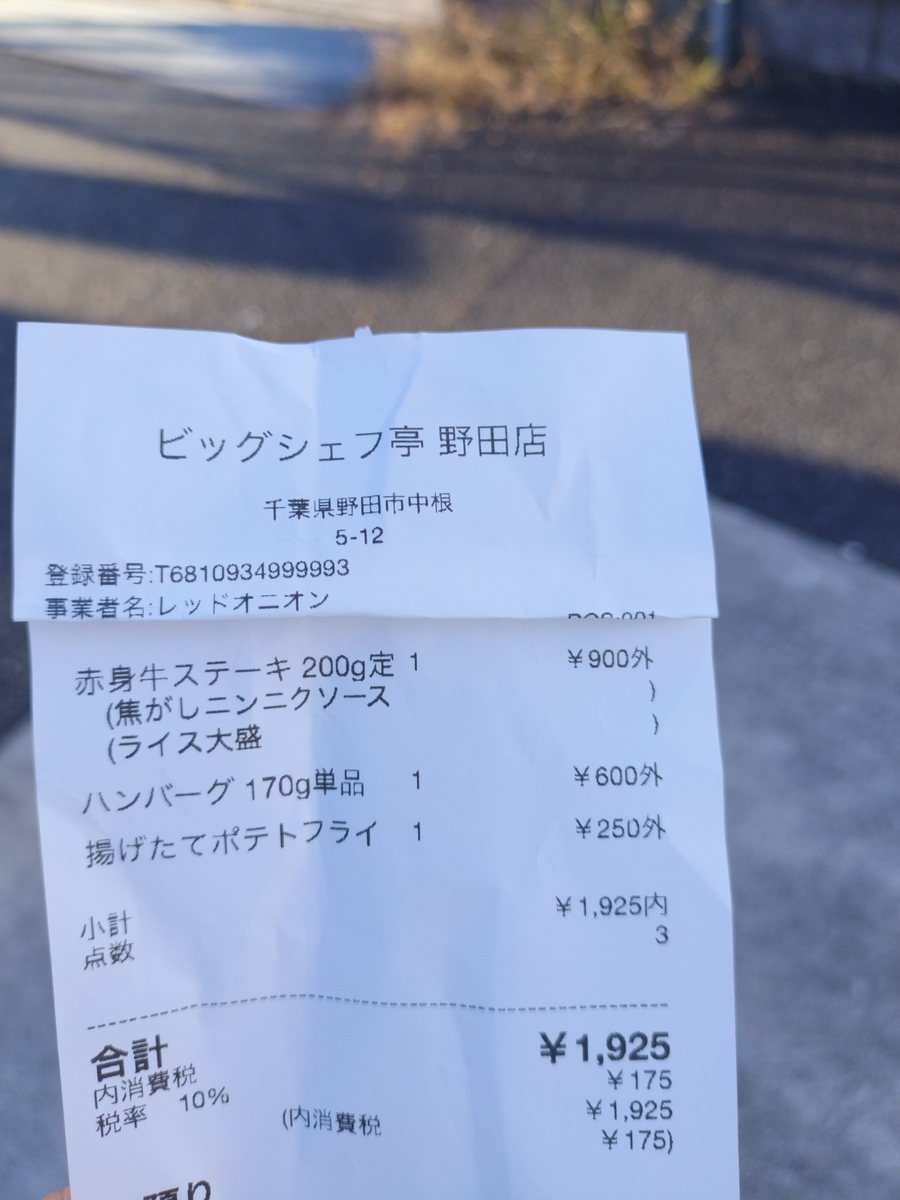 ビッグシェフ亭 野田店
千葉県野田市中根
5-12
登録番号:T6810934999993
事業者名:レッドオニオン
POS:001
赤身牛ステーキ 200g定 1 ¥900外
(焦がしニンニクソース )
(ライス大盛 )
ハンバーグ 170g単品 1 ¥600外
揚げたてポテトフライ 1 ¥250外
小計 ¥1,925内
点数 3
合計 ¥1,925
内消費税 ¥175
税率 10% ¥1,925
(内消費税 ¥175)
預り